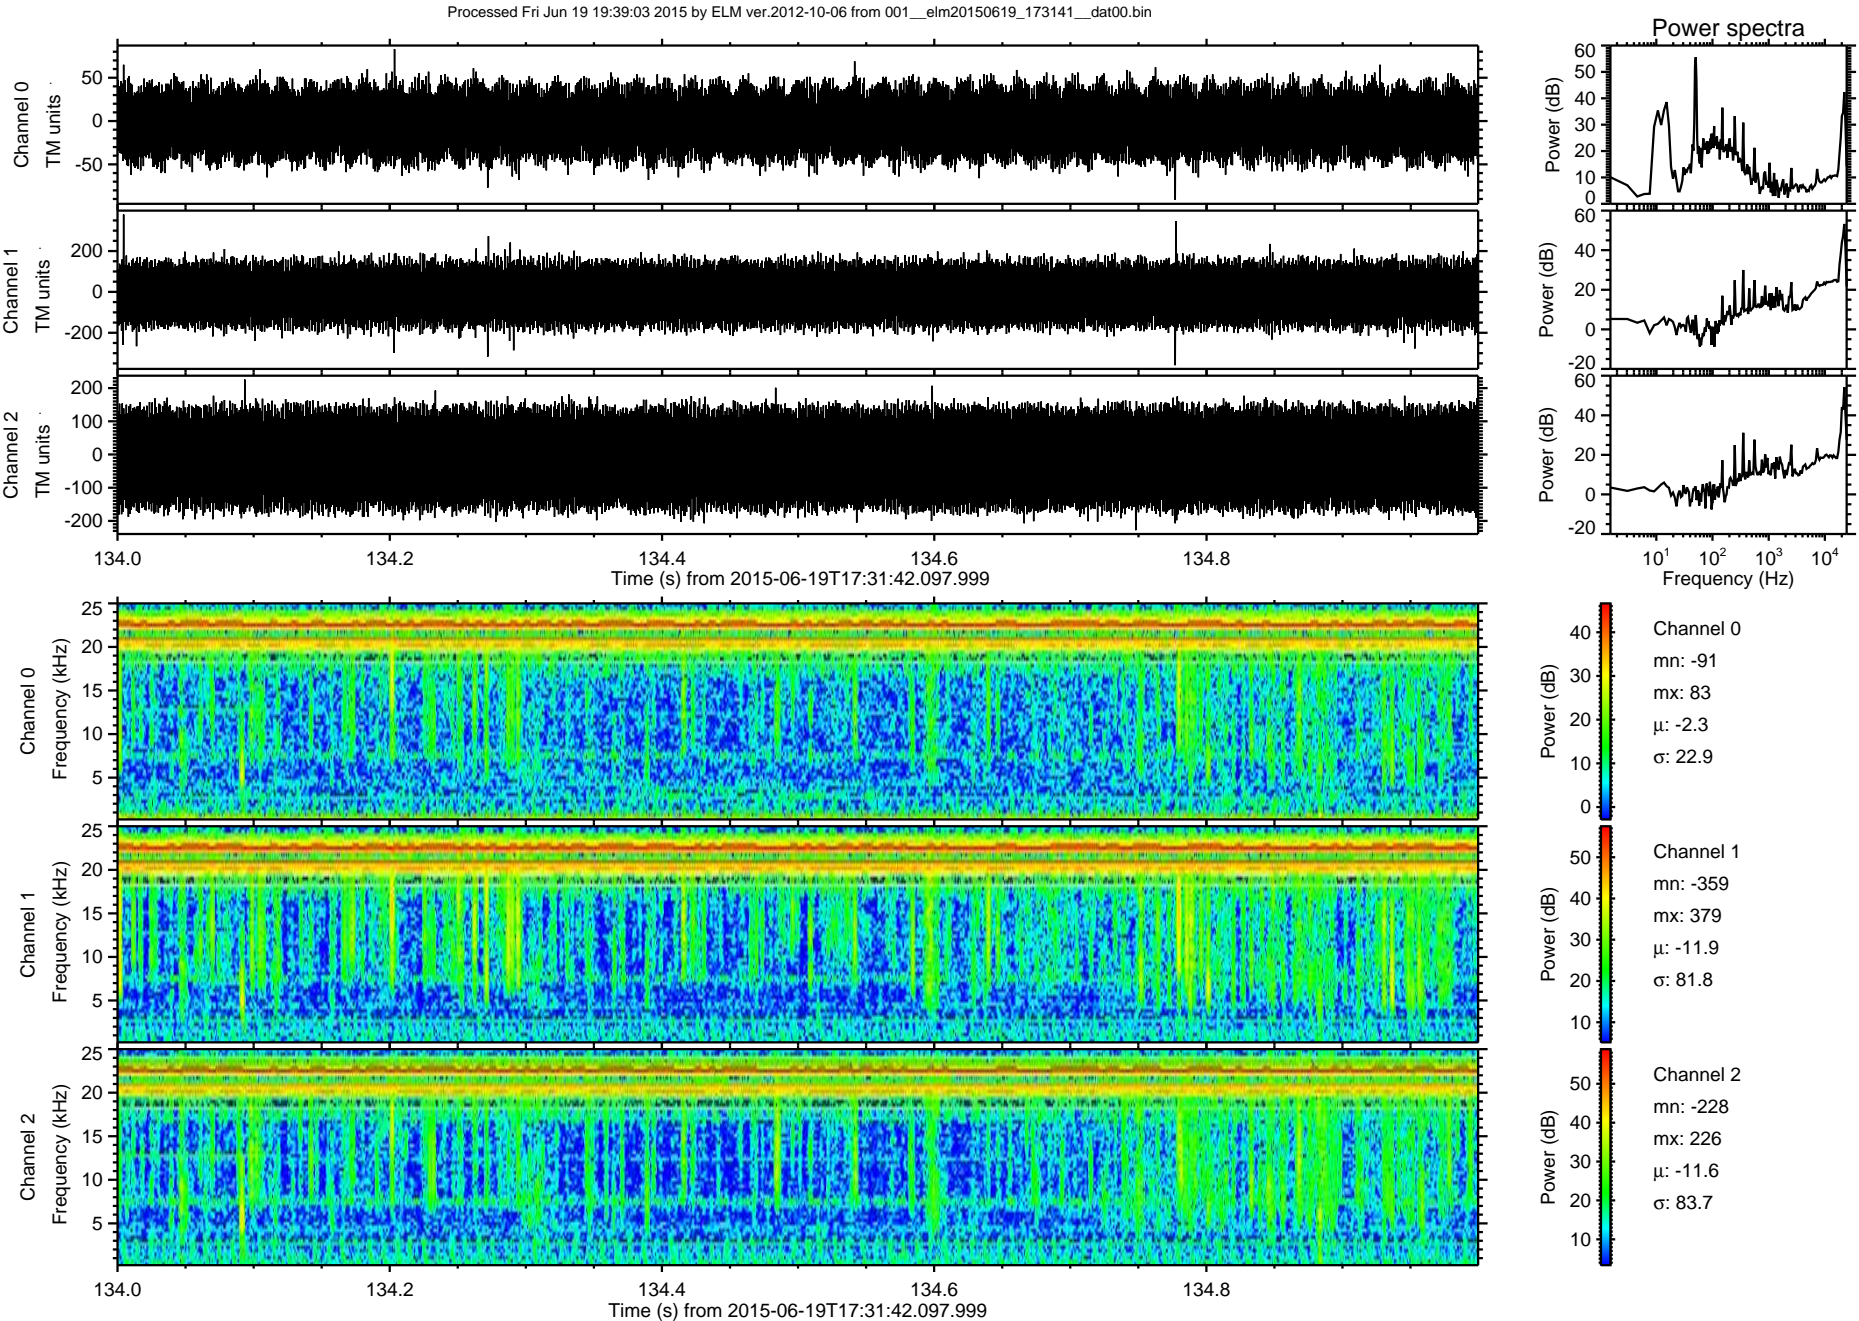 Processed Fri Jun 19 19:39:03 2015 by ELM ver.2012-10-06 from 001__elm20150619_173141__dat00.bin
Power spectra
Channel 0
TM units
50
0
-50
Power (dB)
60
50
40
30
20
10
0
Channel 1
TM units
200
0
-200
Power (dB)
60
40
20
0
-20
Channel 2
TM units
200
100
0
-100
-200
Power (dB)
60
40
20
0
-20
134.0 134.2 134.4 134.6 134.8
Time (s) from 2015-06-19T17:31:42.097.999
10¹ 10² 10³ 10⁴
Frequency (Hz)
Channel 0
Frequency (kHz)
25
20
15
10
5
Power (dB)
40
30
20
10
0
Channel 0
mn: -91
mx: 83
μ: -2.3
σ: 22.9
Channel 1
Frequency (kHz)
25
20
15
10
5
Power (dB)
50
40
30
20
10
Channel 1
mn: -359
mx: 379
μ: -11.9
σ: 81.8
Channel 2
Frequency (kHz)
25
20
15
10
5
Power (dB)
50
40
30
20
10
Channel 2
mn: -228
mx: 226
μ: -11.6
σ: 83.7
134.0 134.2 134.4 134.6 134.8
Time (s) from 2015-06-19T17:31:42.097.999